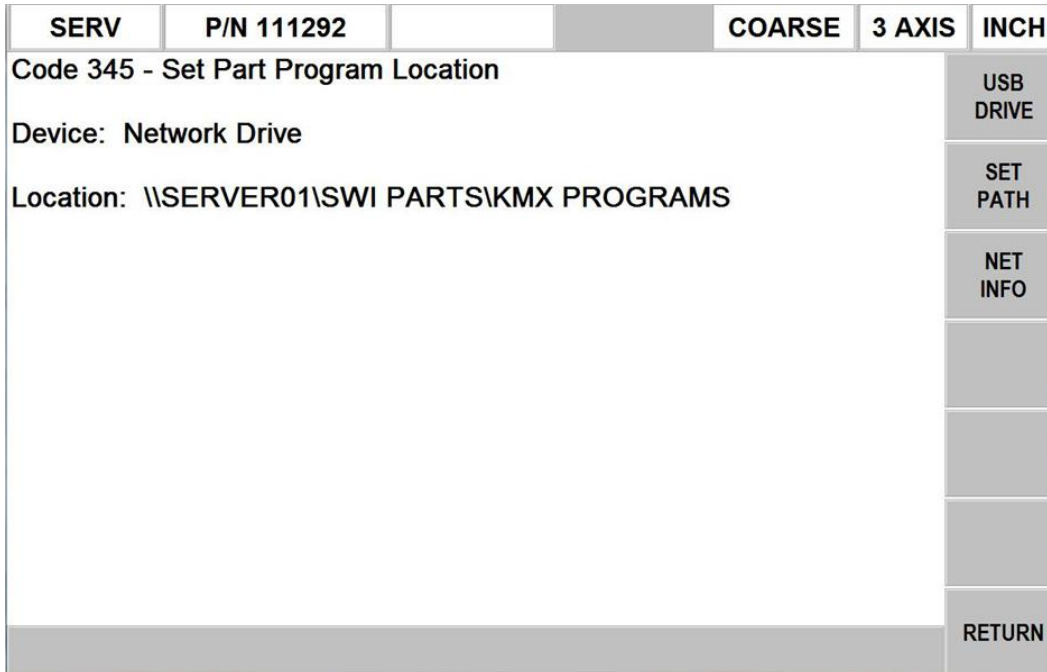 SERV P/N 111292 COARSE 3 AXIS INCH
Code 345 - Set Part Program Location
Device: Network Drive
Location: \\SERVER01\SWI PARTS\KMX PROGRAMS
USB
DRIVE
SET
PATH
NET
INFO
RETURN